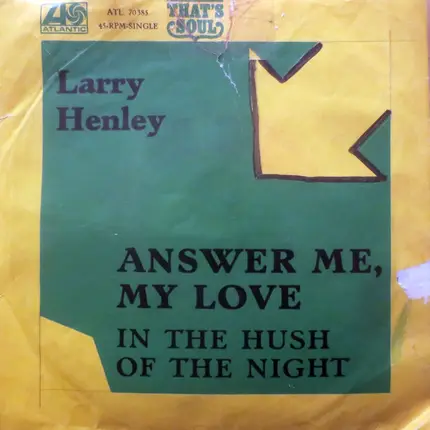 ATLANTIC
ATL 70385
45-RPM-SINGLE
THAT'S
SOUL
Larry
Henley
ANSWER ME,
MY LOVE
IN THE HUSH
OF THE NIGHT